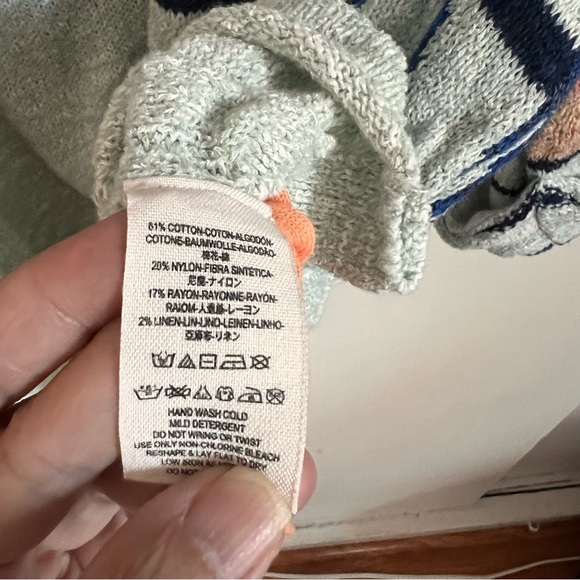 61% COTTON-COTON-ALGODÓN-
COTONE-BAUMWOLLE-ALGODÃO-
棉花-綿
20% NYLON-FIBRA SINTETICA-
尼龍-ナイロン
17% RAYON-RAYONNE-RAYÓN-
RAIOM-人造絲-レーヨン
2% LINEN-LIN-LINO-LEINEN-LINHO-
亞麻布-リネン
HAND WASH COLD
MILD DETERGENT
DO NOT WRING OR TWIST
USE ONLY NON-CHLORINE BLEACH
RESHAPE & LAY FLAT TO DRY
LOW IRON
DO